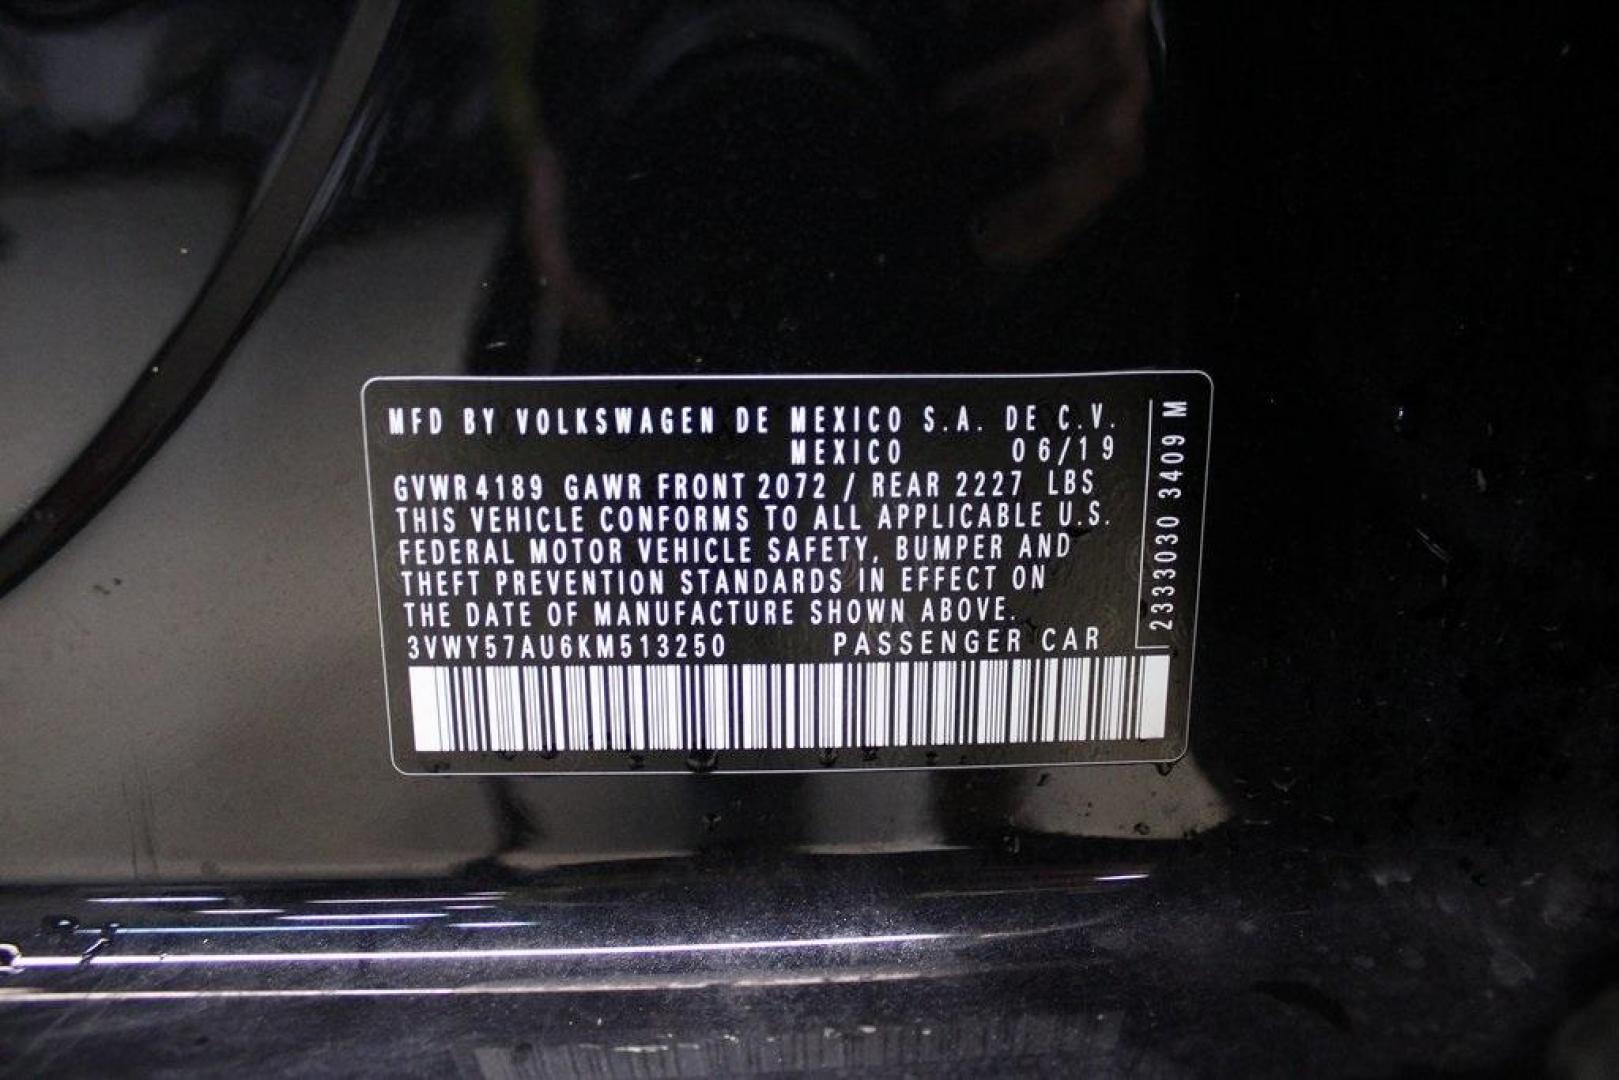 MFD BY VOLKSWAGEN DE MEXICO S.A. DE C.V.
MEXICO 06/19
GVWR 4189 GAWR FRONT 2072 / REAR 2227 LBS
THIS VEHICLE CONFORMS TO ALL APPLICABLE U.S.
FEDERAL MOTOR VEHICLE SAFETY, BUMPER AND
THEFT PREVENTION STANDARDS IN EFFECT ON
THE DATE OF MANUFACTURE SHOWN ABOVE.
3VWY57AU6KM513250 PASSENGER CAR
2333030 3409 M